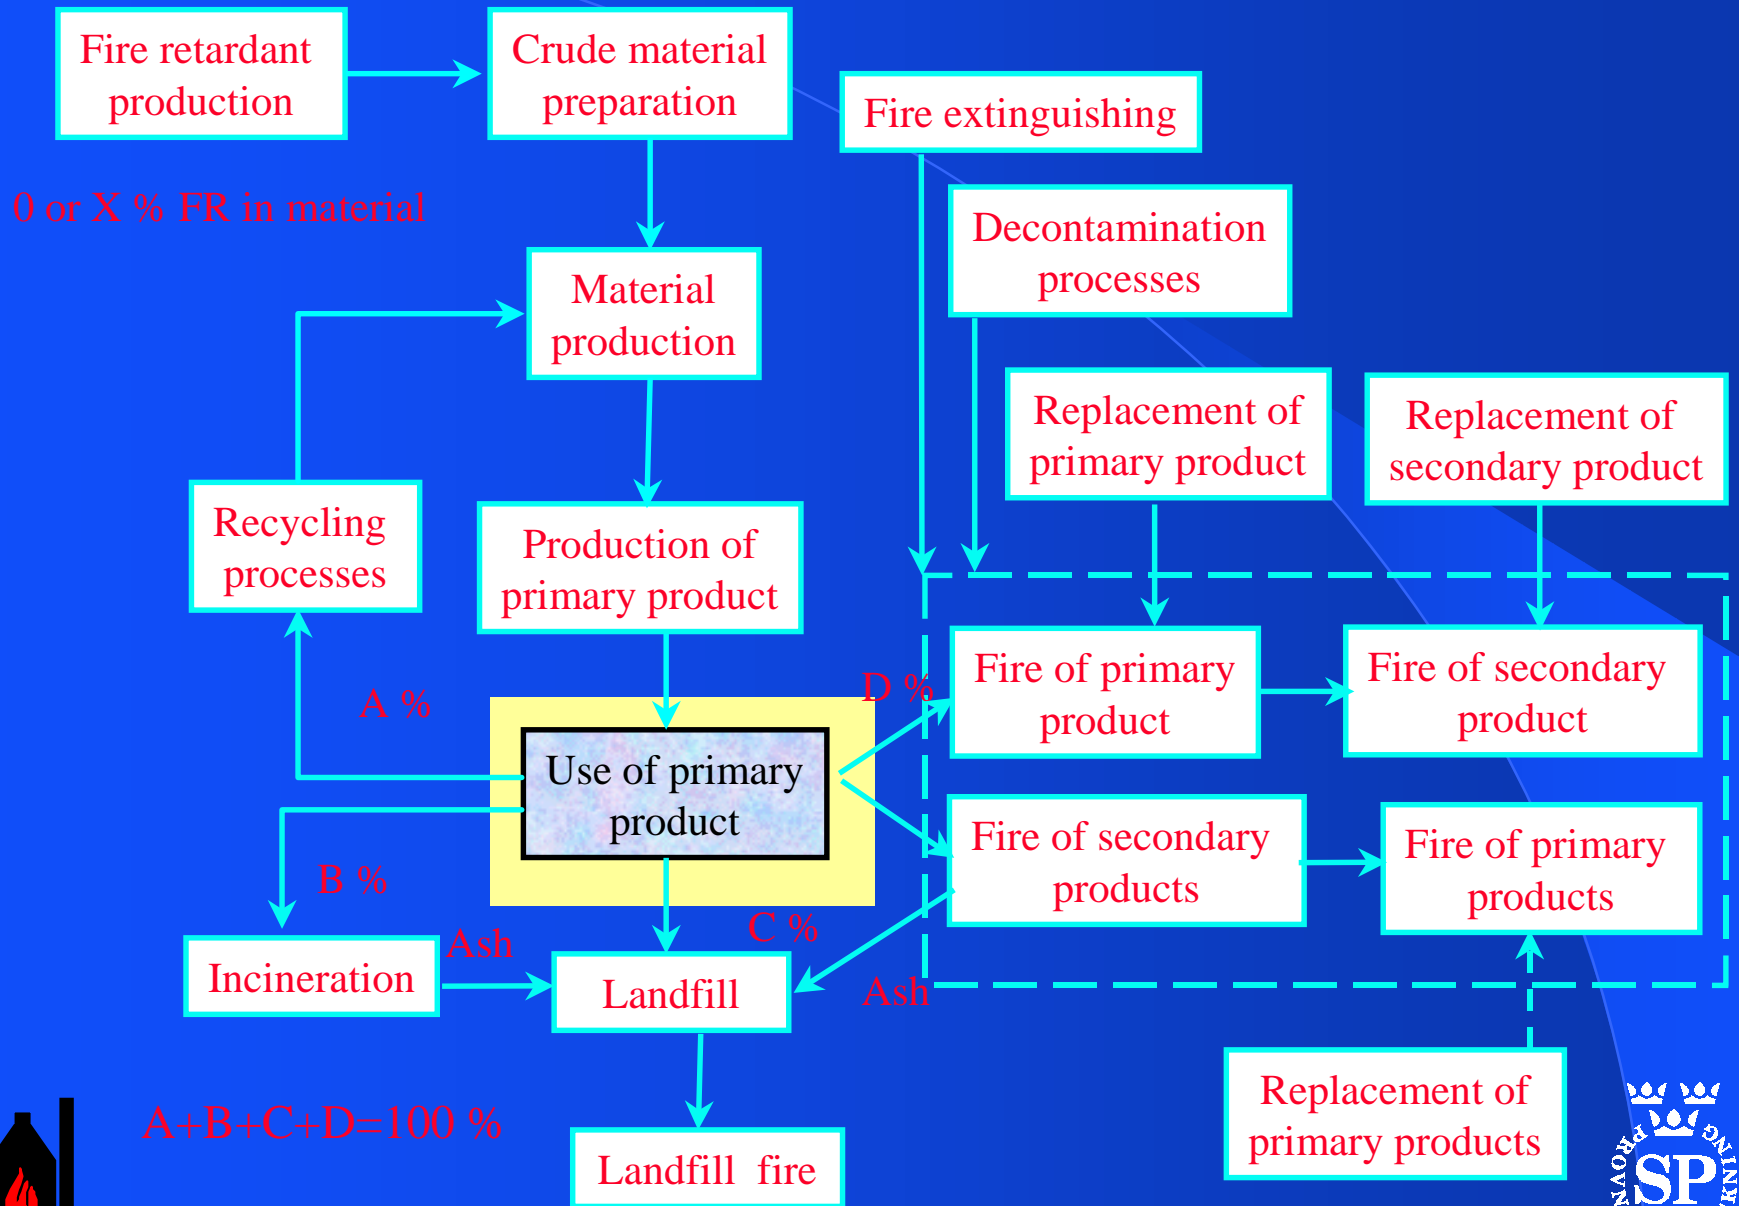 Fire retardant
production
Crude material
preparation
Fire extinguishing
0 or X % FR in material
Decontamination
processes
Material
production
Replacement of
primary product
Replacement of
secondary product
Recycling
processes
Production of
primary product
A %
D %
Fire of primary
product
Fire of secondary
product
Use of primary
product
Fire of secondary
products
Fire of primary
products
B %
C %
Ash
Incineration
Landfill
Ash
A+B+C+D=100 %
Replacement of
primary products
Landfill fire
SP